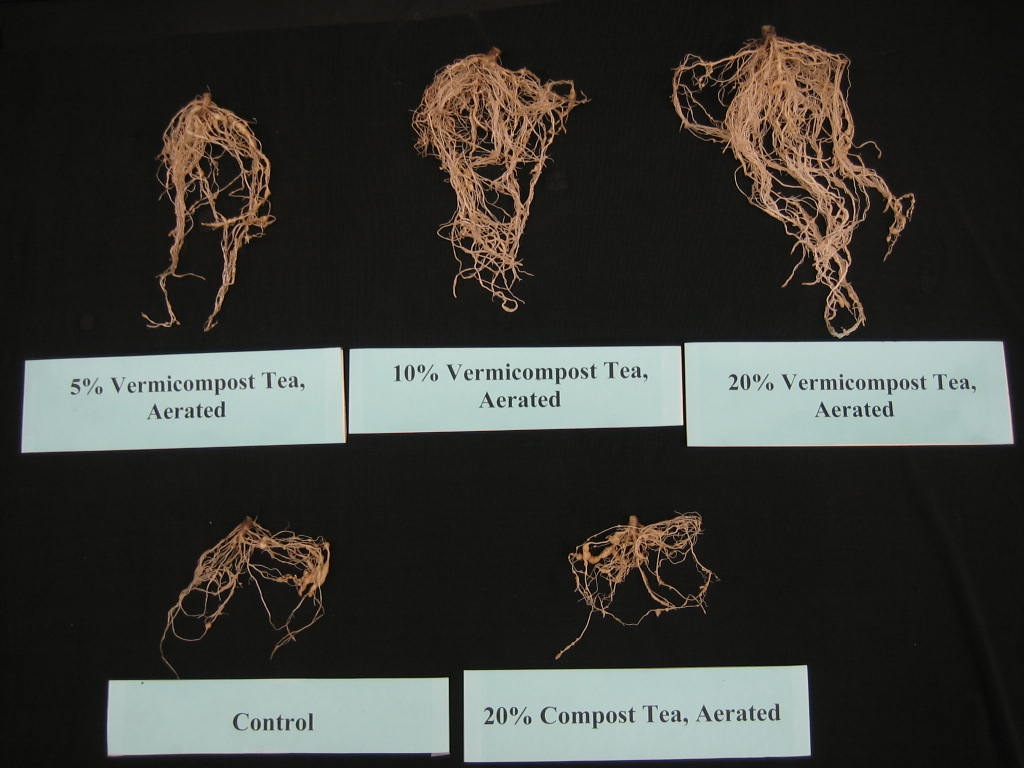 5% Vermicompost Tea,
Aerated
10% Vermicompost Tea,
Aerated
20% Vermicompost Tea,
Aerated
Control
20% Compost Tea, Aerated